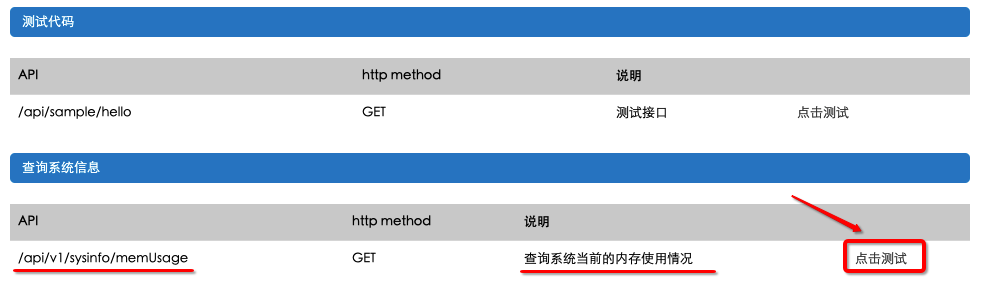 测试代码
API http method 说明
/api/sample/hello GET 测试接口 点击测试
查询系统信息
API http method 说明
/api/v1/sysinfo/memUsage GET 查询系统当前的内存使用情况 点击测试